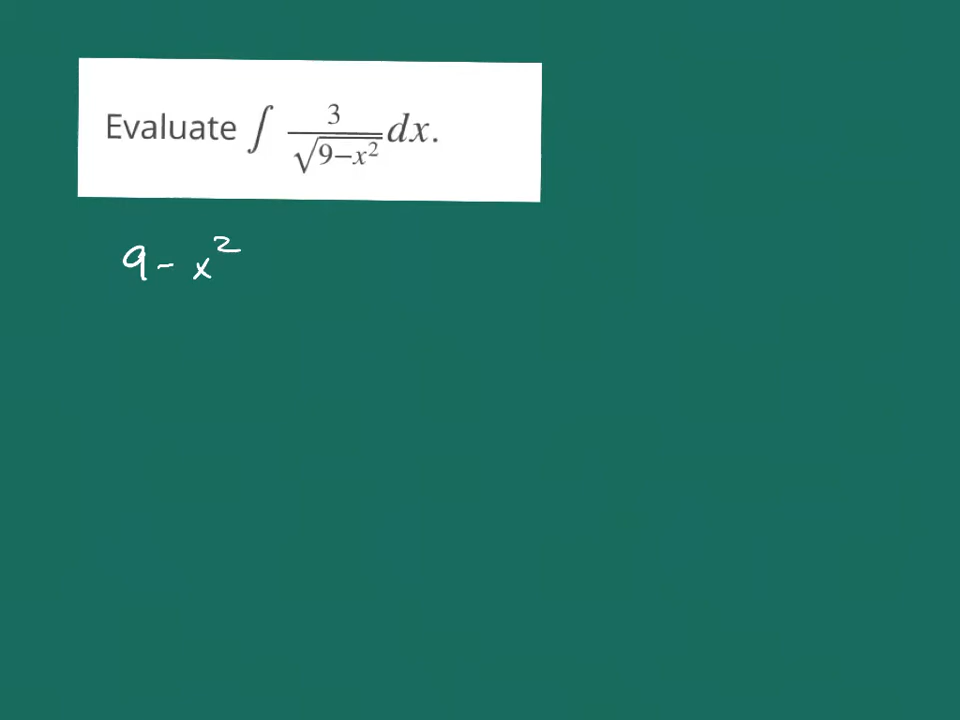 Evaluate ∫ 3/√(9−x²) dx.
9 - x²